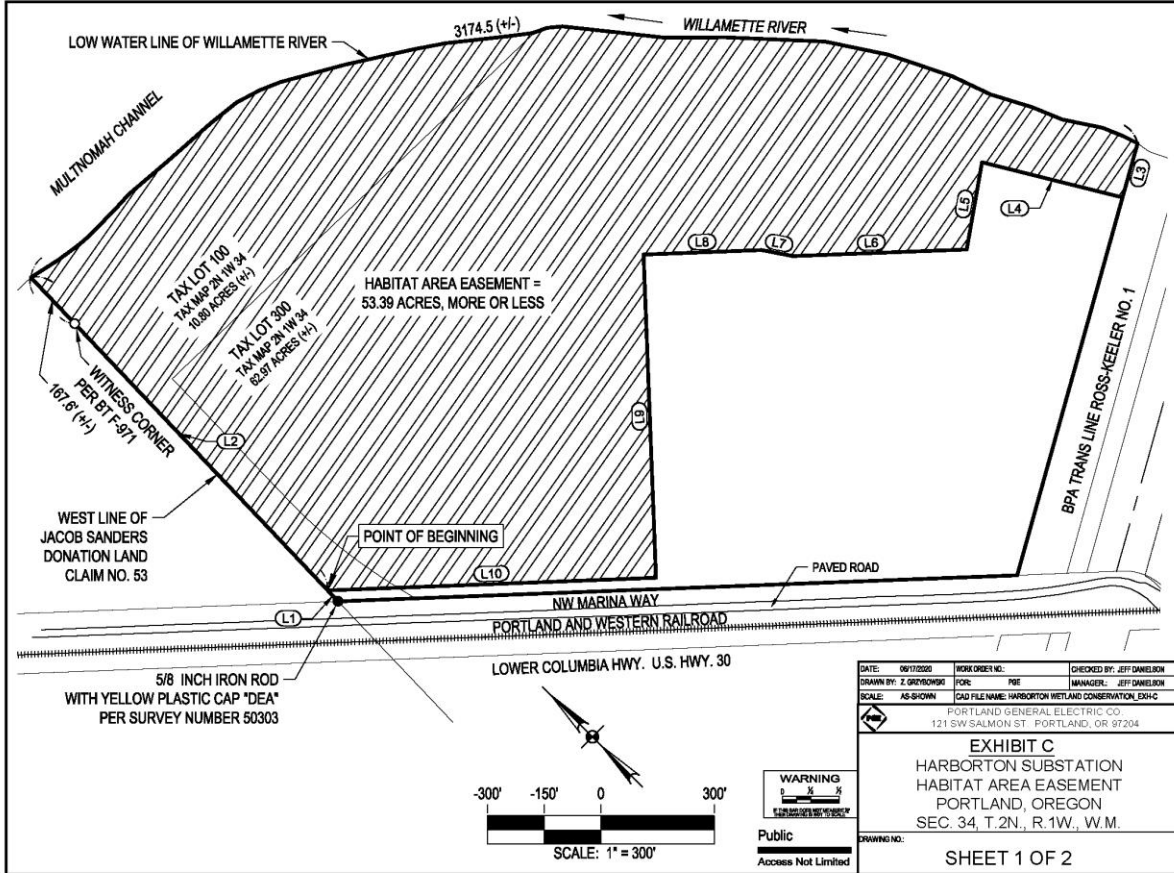 3174.5 (+/-)
WILLAMETTE RIVER
LOW WATER LINE OF WILLAMETTE RIVER
MULTNOMAH CHANNEL
L3
L4
L5
L8
L7
L6
TAX LOT 100
TAX MAP 2N 1W 34
10.80 ACRES (+/-)
TAX LOT 300
TAX MAP 2N 1W 34
62.97 ACRES (+/-)
HABITAT AREA EASEMENT =
53.39 ACRES, MORE OR LESS
BPA TRANS LINE ROSS-KEELER NO. 1
WITNESS CORNER
PER BT F-971
167.6' (+/-)
L2
L9
WEST LINE OF
JACOB SANDERS
DONATION LAND
CLAIM NO. 53
POINT OF BEGINNING
L10
PAVED ROAD
L1
NW MARINA WAY
PORTLAND AND WESTERN RAILROAD
LOWER COLUMBIA HWY. U.S. HWY. 30
5/8 INCH IRON ROD
WITH YELLOW PLASTIC CAP "DEA"
PER SURVEY NUMBER 50303
-300' -150' 0 300'
SCALE: 1" = 300'
WARNING
Public
Access Not Limited
DATE: 06/17/2020 WORK ORDER NO.: CHECKED BY: JEFF DANIELSON
DRAWN BY: Z. GRZYBOWSKI FOR: PGE MANAGER.: JEFF DANIELSON
SCALE: AS-SHOWN CAD FILE NAME: HARBORTON WETLAND CONSERVATION_EXH-C
PORTLAND GENERAL ELECTRIC CO.
121 SW SALMON ST. PORTLAND, OR 97204
EXHIBIT C
HARBORTON SUBSTATION
HABITAT AREA EASEMENT
PORTLAND, OREGON
SEC. 34, T.2N., R.1W., W.M.
DRAWING NO.:
SHEET 1 OF 2